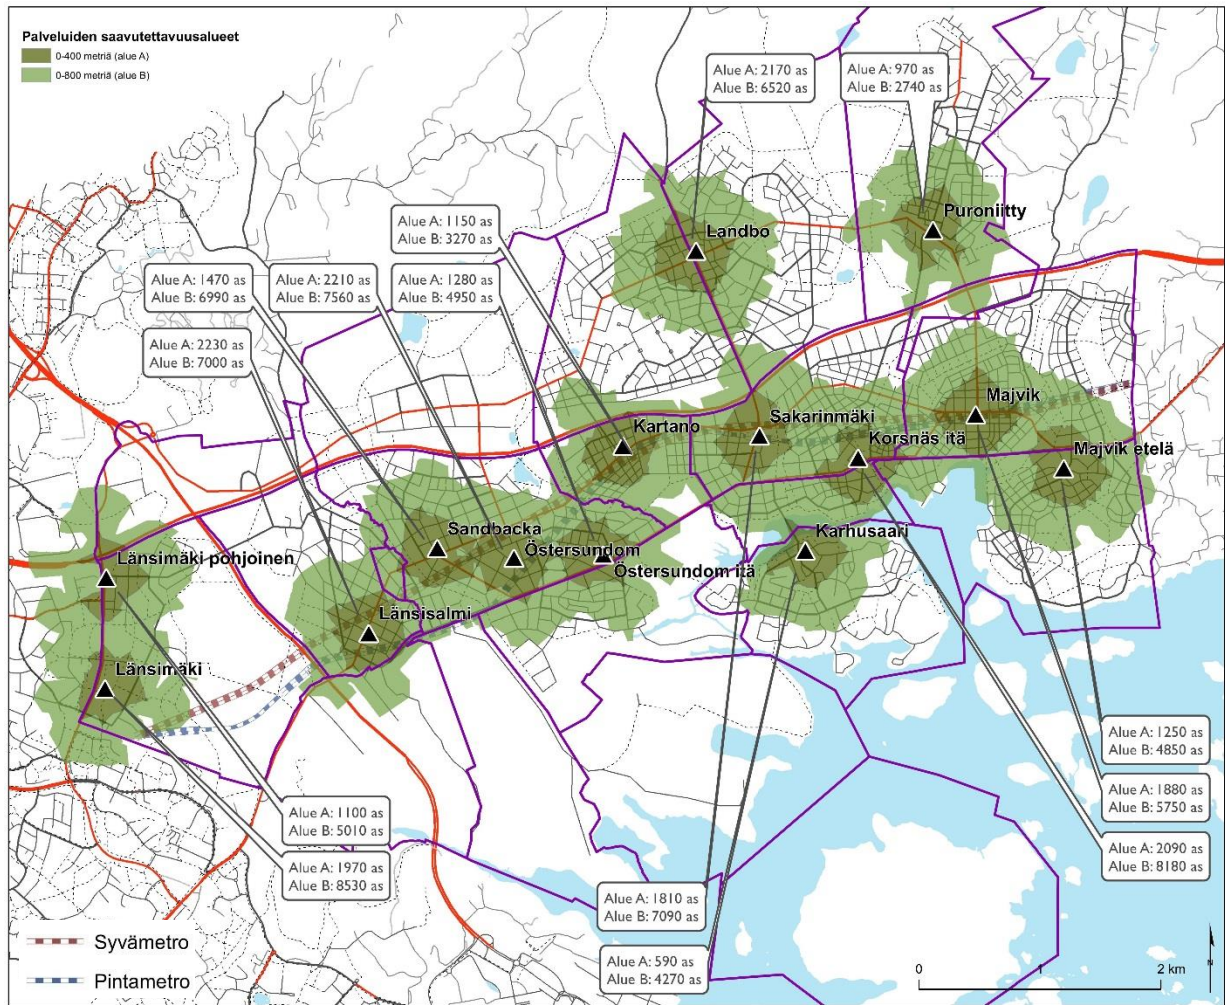 Palveluiden saavutettavuusalueet
0-400 metriä (alue A)
0-800 metriä (alue B)
Alue A: 2170 as
Alue B: 6520 as
Alue A: 970 as
Alue B: 2740 as
Alue A: 1150 as
Alue B: 3270 as
Alue A: 1470 as
Alue B: 6990 as
Alue A: 2210 as
Alue B: 7560 as
Alue A: 1280 as
Alue B: 4950 as
Alue A: 2230 as
Alue B: 7000 as
Puroniitty
Landbo
Majvik
Sakarinmäki
Kartano
Korsnäs itä
Majvik etelä
Sandbacka
Karhusaari
Östersundom
Länsimäki pohjoinen
Östersundom itä
Länsisalmi
Länsimäki
Alue A: 1250 as
Alue B: 4850 as
Alue A: 1880 as
Alue B: 5750 as
Alue A: 1100 as
Alue B: 5010 as
Alue A: 2090 as
Alue B: 8180 as
Alue A: 1970 as
Alue B: 8530 as
Alue A: 1810 as
Alue B: 7090 as
Alue A: 590 as
Alue B: 4270 as
Syvämetro
Pintametro
0 1 2 km